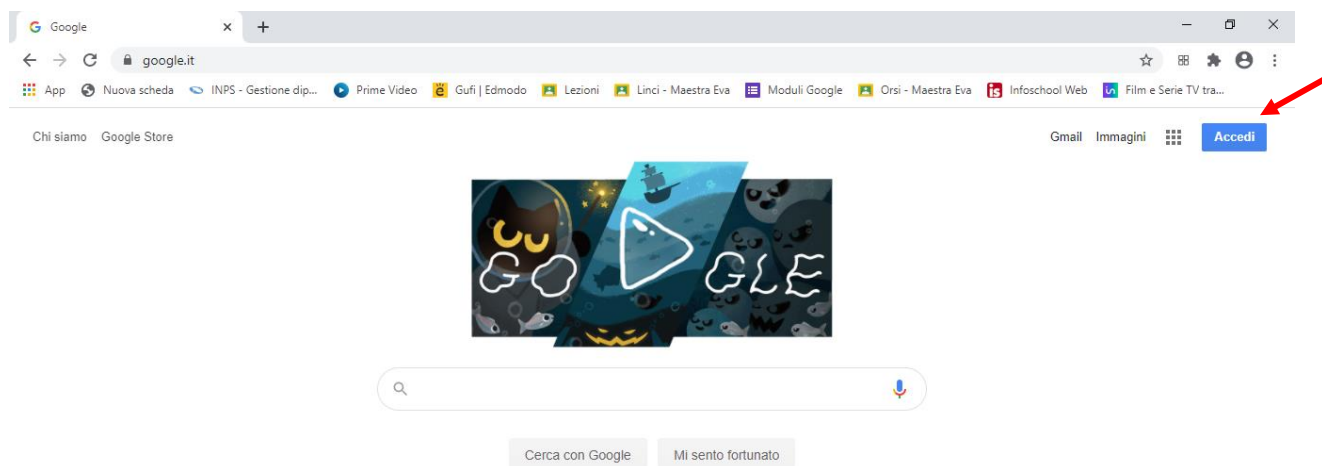 Google
google.it
App Nuova scheda INPS - Gestione dip... Prime Video Gufi | Edmodo Lezioni Linci - Maestra Eva Moduli Google Orsi - Maestra Eva Infoschool Web Film e Serie TV tra...
Chi siamo Google Store Gmail Immagini Accedi
GOOGLE
Cerca con Google Mi sento fortunato